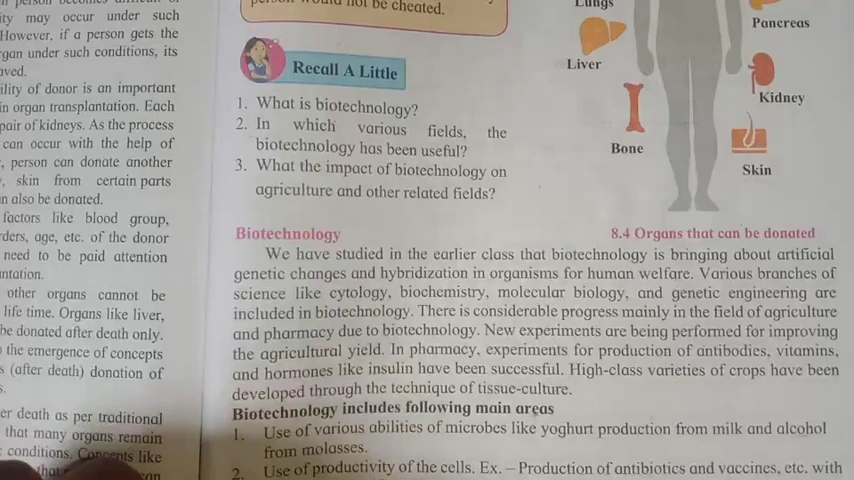 ity may occur under such
However, if a person gets the
gan under such conditions, its
aved.
ility of donor is an important
in organ transplantation. Each
pair of kidneys. As the process
can occur with the help of
, person can donate another
, skin from certain parts
n also be donated.
factors like blood group,
rders, age, etc. of the donor
need to be paid attention
ntation.
other organs cannot be
life time. Organs like liver,
be donated after death only.
the emergence of concepts
s (after death) donation of
s.
er death as per traditional
that many organs remain
conditions. Concepts like
that
person would not be cheated.
Recall A Little
1. What is biotechnology?
2. In which various fields, the
biotechnology has been useful?
3. What the impact of biotechnology on
agriculture and other related fields?
Lungs
Pancreas
Liver
Kidney
Bone
Skin
8.4 Organs that can be donated
Biotechnology
We have studied in the earlier class that biotechnology is bringing about artificial
genetic changes and hybridization in organisms for human welfare. Various branches of
science like cytology, biochemistry, molecular biology, and genetic engineering are
included in biotechnology. There is considerable progress mainly in the field of agriculture
and pharmacy due to biotechnology. New experiments are being performed for improving
the agricultural yield. In pharmacy, experiments for production of antibodies, vitamins,
and hormones like insulin have been successful. High-class varieties of crops have been
developed through the technique of tissue-culture.
Biotechnology includes following main areas
1. Use of various abilities of microbes like yoghurt production from milk and alcohol
from molasses.
2. Use of productivity of the cells. Ex. – Production of antibiotics and vaccines, etc. with